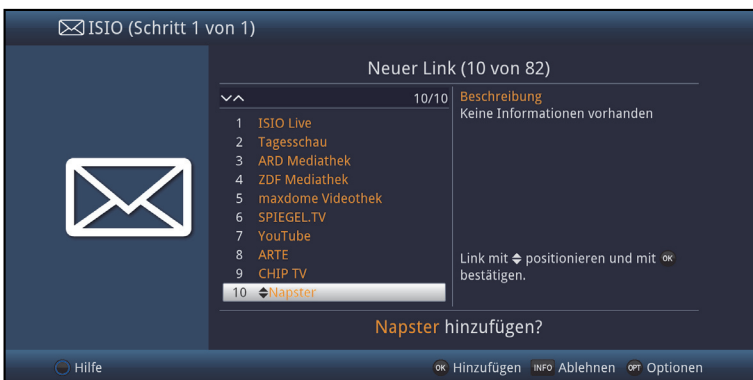 ISIO (Schritt 1 von 1)
Neuer Link (10 von 82)
10/10
1 ISIO Live
2 Tagesschau
3 ARD Mediathek
4 ZDF Mediathek
5 maxdome Videothek
6 SPIEGEL.TV
7 YouTube
8 ARTE
9 CHIP TV
10 Napster
Beschreibung
Keine Informationen vorhanden
Link mit positionieren und mit OK
bestätigen.
Napster hinzufügen?
Hilfe
OK Hinzufügen INFO Ablehnen OPT Optionen